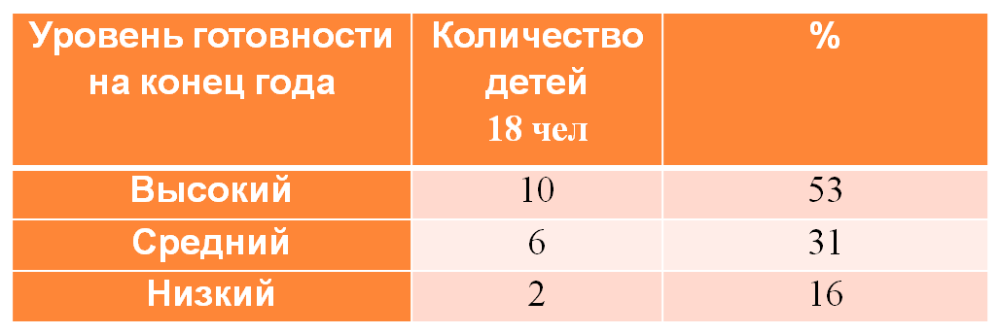 Уровень готовности
на конец года
Количество
детей
18 чел
%
Высокий 10 53
Средний 6 31
Низкий 2 16